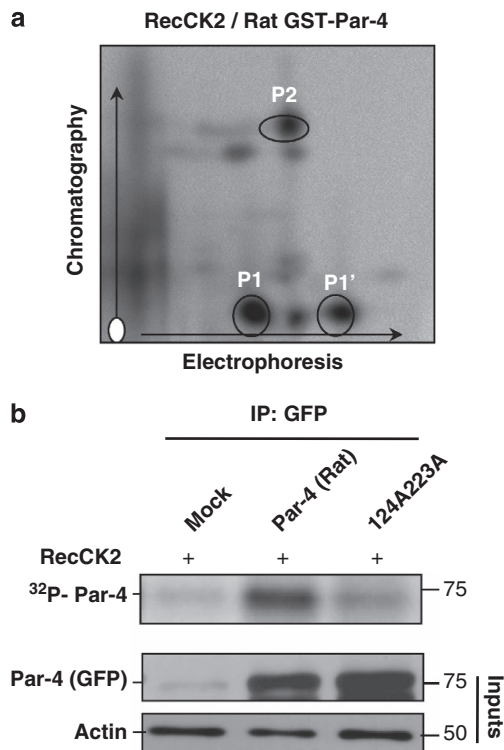 a
RecCK2 / Rat GST-Par-4
Chromatography
P2
P1
P1’
Electrophoresis
b
IP: GFP
Mock
Par-4 (Rat)
124A223A
RecCK2 + + +
32P- Par-4 75
Par-4 (GFP) 75
Actin 50
Inputs